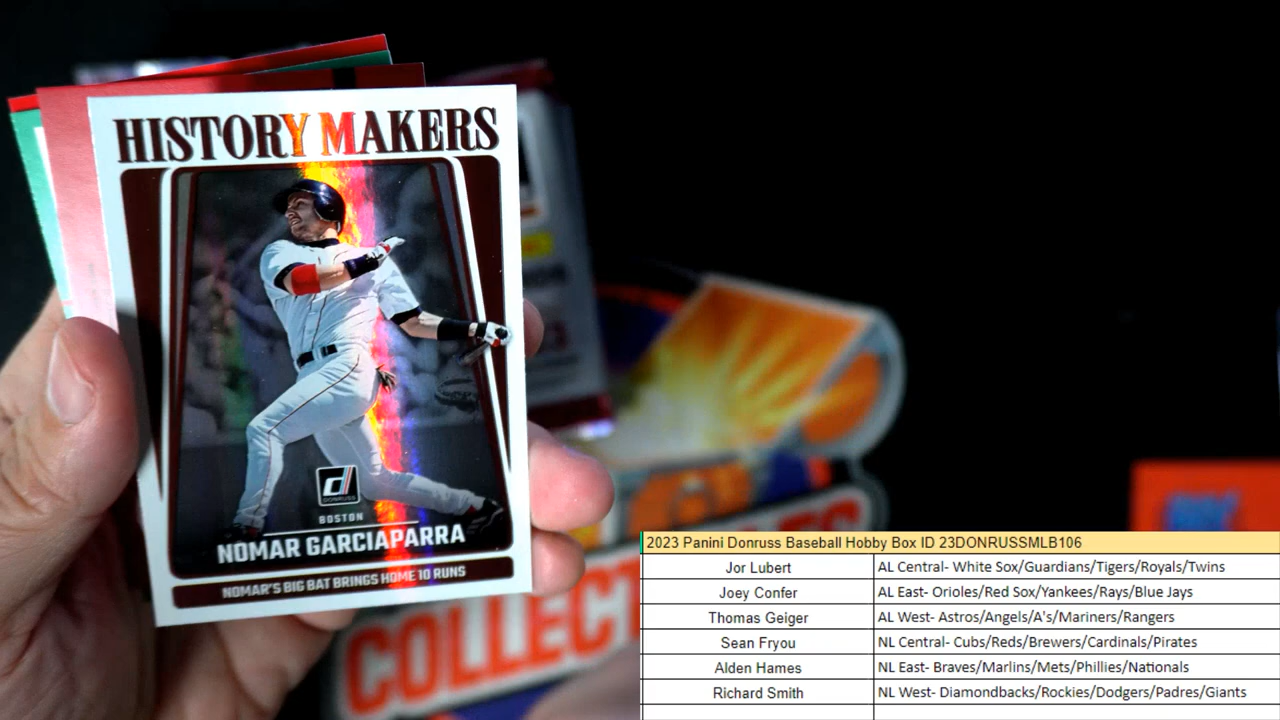 HISTORY MAKERS
DONRUSS
BOSTON
NOMAR GARCIAPARRA
NOMAR'S BIG BAT BRINGS HOME 10 RUNS
COLLECT
2023 Panini Donruss Baseball Hobby Box ID 23DONRUSSMLB106
Jor Lubert AL Central- White Sox/Guardians/Tigers/Royals/Twins
Joey Confer AL East- Orioles/Red Sox/Yankees/Rays/Blue Jays
Thomas Geiger AL West- Astros/Angels/A's/Mariners/Rangers
Sean Fryou NL Central- Cubs/Reds/Brewers/Cardinals/Pirates
Alden Hames NL East- Braves/Marlins/Mets/Phillies/Nationals
Richard Smith NL West- Diamondbacks/Rockies/Dodgers/Padres/Giants